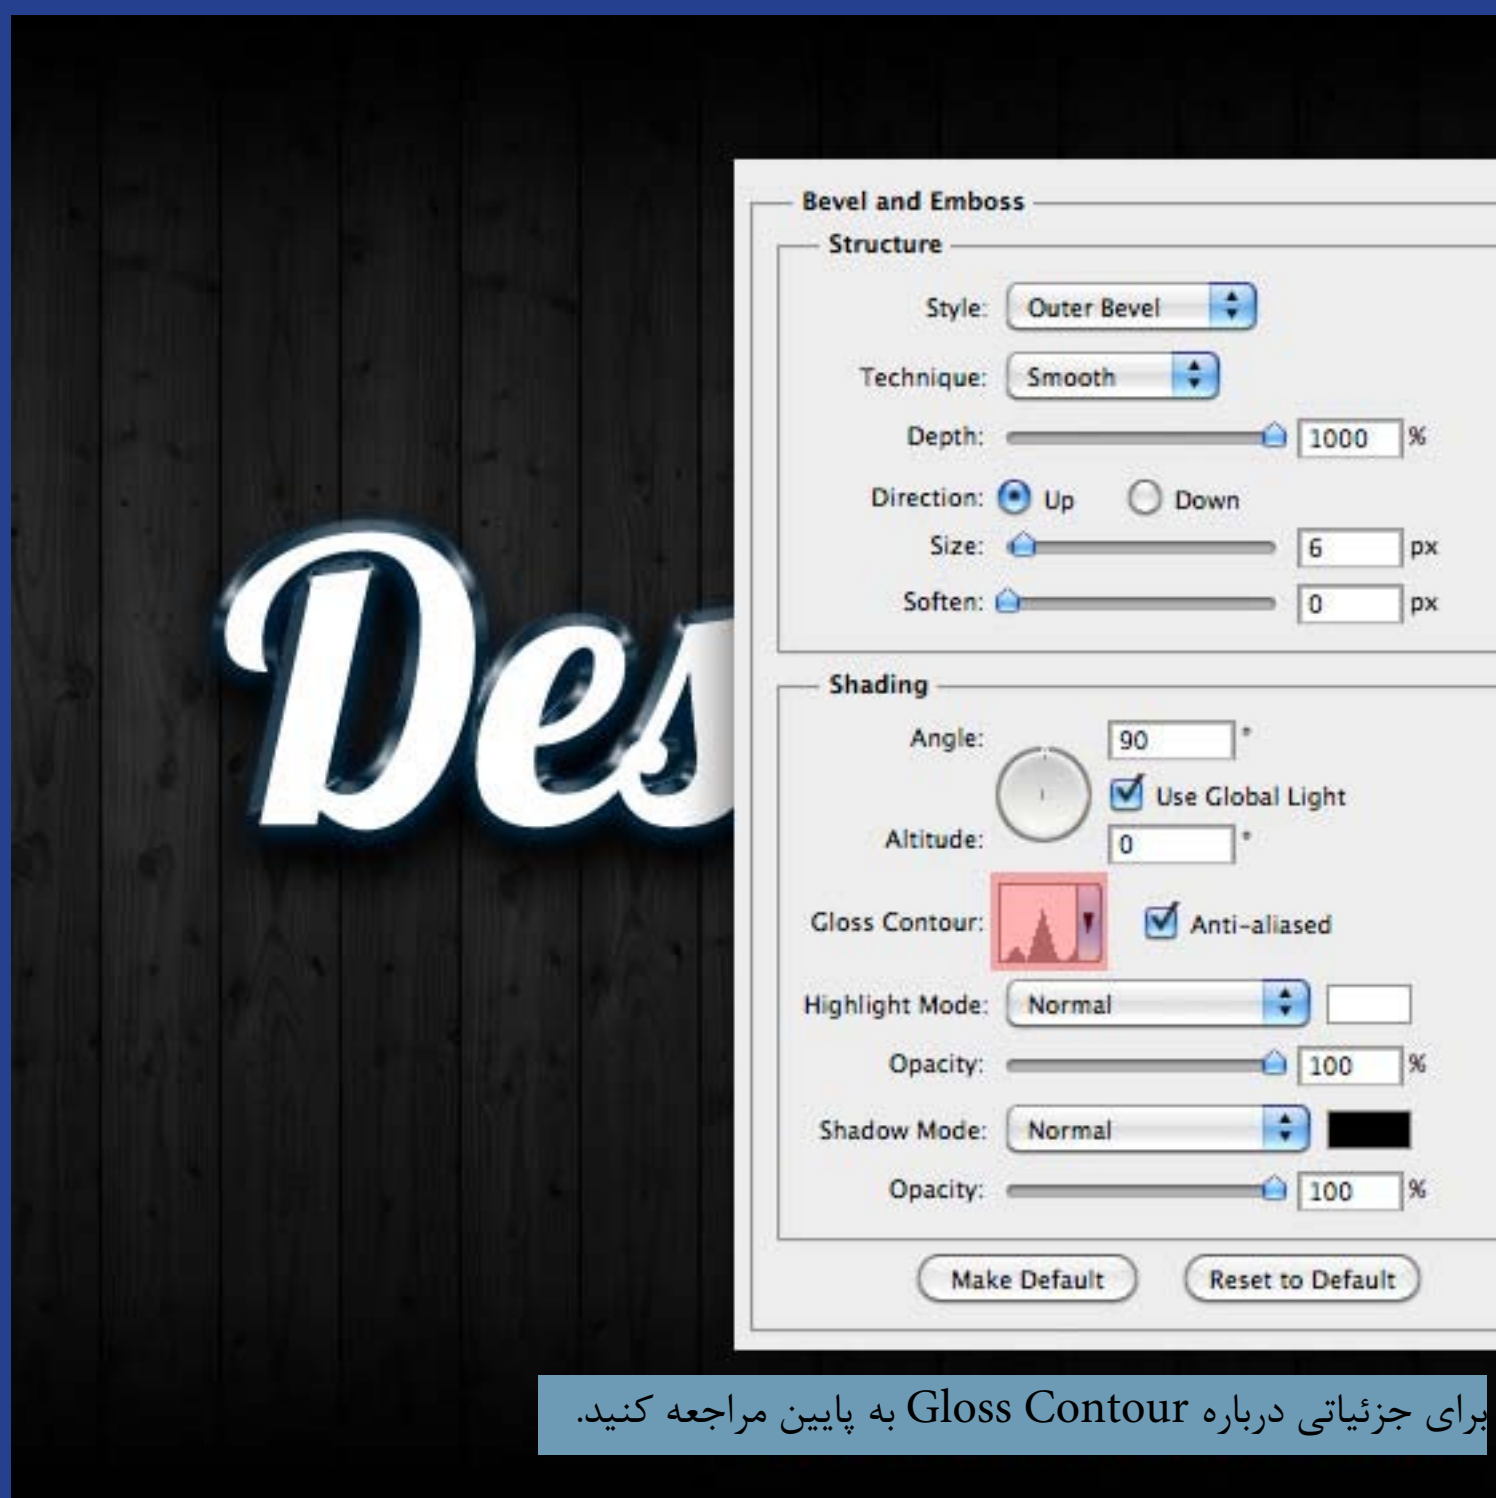 Bevel and Emboss
Structure
Style: Outer Bevel
Technique: Smooth
Depth: 1000 %
Direction: Up Down
Size: 6 px
Soften: 0 px
Des
Shading
Angle: 90 °
Use Global Light
Altitude: 0 °
Gloss Contour: Anti-aliased
Highlight Mode: Normal
Opacity: 100 %
Shadow Mode: Normal
Opacity: 100 %
Make Default Reset to Default
برای جزئیاتی درباره Gloss Contour به پایین مراجعه کنید.